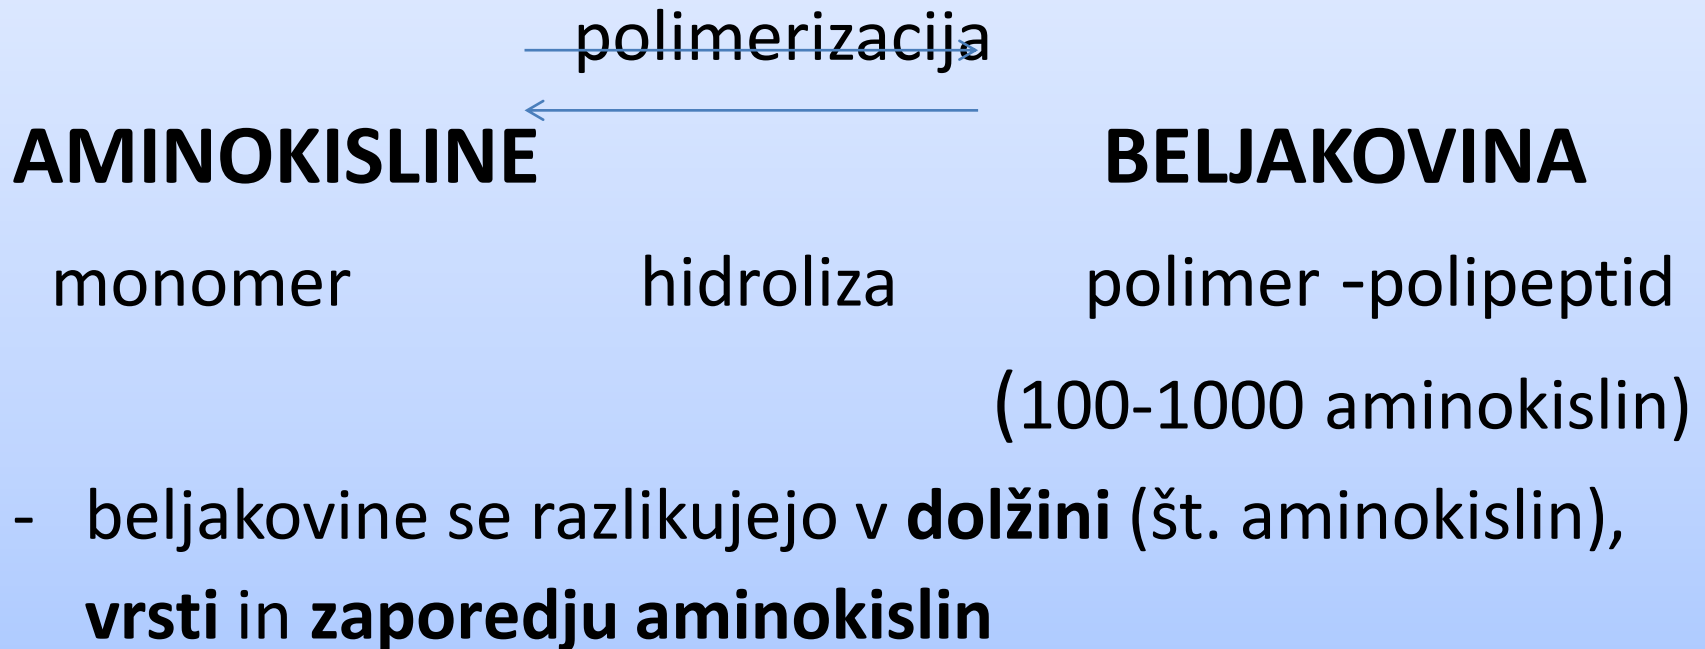 polimerizacija
AMINOKISLINE BELJAKOVINA
monomer hidroliza polimer -polipeptid
(100-1000 aminokislin)
- beljakovine se razlikujejo v dolžini (št. aminokislin),
vrsti in zaporedju aminokislin